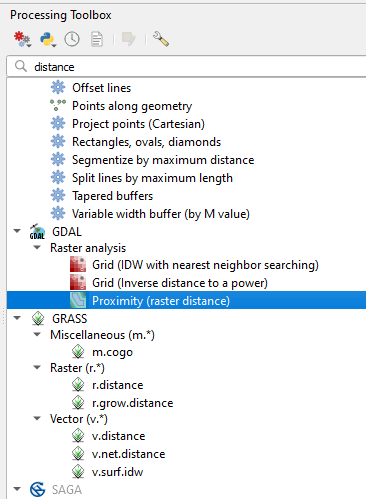 Processing Toolbox
distance
Offset lines
Points along geometry
Project points (Cartesian)
Rectangles, ovals, diamonds
Segmentize by maximum distance
Split lines by maximum length
Tapered buffers
Variable width buffer (by M value)
GDAL
Raster analysis
Grid (IDW with nearest neighbor searching)
Grid (Inverse distance to a power)
Proximity (raster distance)
GRASS
Miscellaneous (m.*)
m.cogo
Raster (r.*)
r.distance
r.grow.distance
Vector (v.*)
v.distance
v.net.distance
v.surf.idw
SAGA